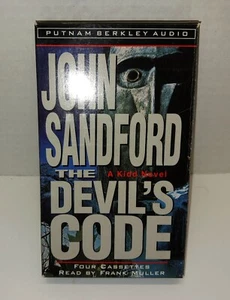 PUTNAM BERKLEY AUDIO
JOHN
SANDFORD
A Kidd Novel
THE
DEVIL'S
CODE
FOUR CASSETTES
READ BY FRANK MULLER